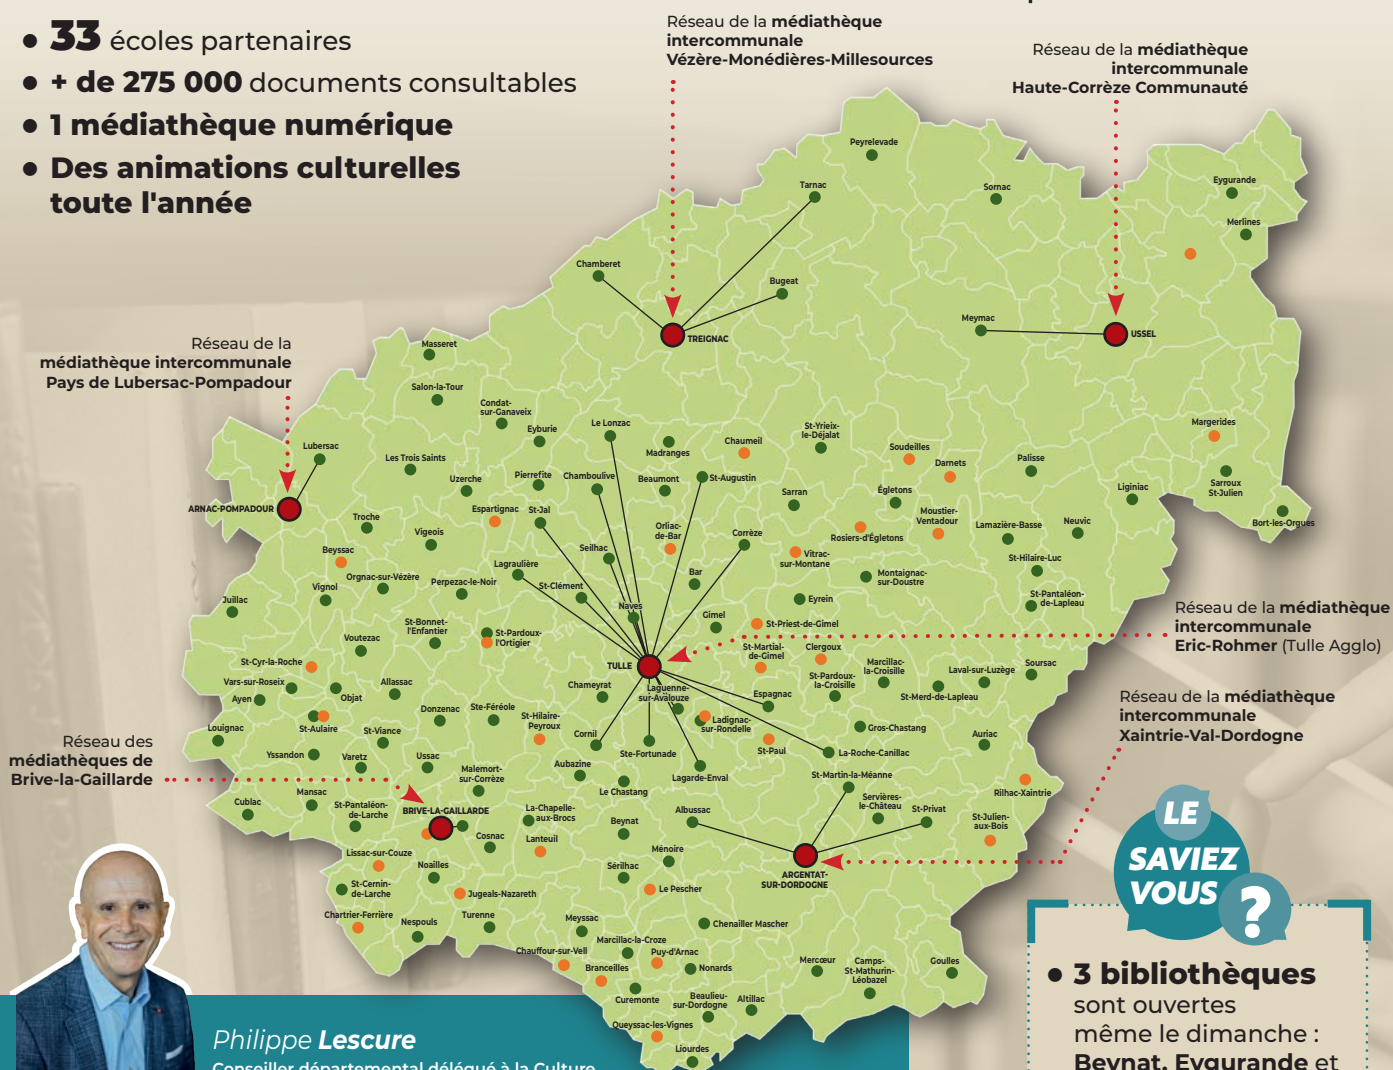 ● 33 écoles partenaires
● + de 275 000 documents consultables
● 1 médiathèque numérique
● Des animations culturelles
toute l'année
Réseau de la médiathèque
intercommunale
Vézère-Monédières-Millesources
Réseau de la médiathèque
intercommunale
Haute-Corrèze Communauté
Peyrelevade
Tarnac
Sornac
Eygurande
Merlines
Chamberet
Bugeat
Meymac
TREIGNAC
USSEL
Réseau de la
médiathèque intercommunale
Pays de Lubersac-Pompadour
Masseret
Salon-la-Tour
Condat-
sur-Ganaveix
Eyburie
Le Lonzac
Madranges
Chaumeil
St-Yrieix-
le-Déjalat
Soudeilles
Darnets
Palisse
Margerides
Lubersac
Les Trois Saints
Uzerche
Pierrefite
Chamboulive
Beaumont
St-Augustin
Sarran
Égletons
Liginiac
Sarroux
St-Julien
Bort-les-Orgues
ARNAC-POMPADOUR
Troche
Espartignac
St-Jal
Vigeois
Orliac-
de-Bar
Corrèze
Rosiers-d'Égletons
Moustier-
Ventadour
Lamazière-Basse
Neuvic
Beyssac
Seilhac
Vitrac-
sur-Montane
St-Hilaire-Luc
Lagraulière
Orgnac-sur-Vézère
Perpezac-le-Noir
St-Clément
Bar
Montaignac-
sur-Doustre
Vignol
Juillac
Naves
Eyrein
St-Pantaléon-
de-Lapleau
Gimel
St-Priest-de-Gimel
St-Bonnet-
l'Enfantier
Voutezac
St-Pardoux-
l'Ortigier
Réseau de la médiathèque
intercommunale
Eric-Rohmer (Tulle Agglo)
TULLE
St-Martial-
de-Gimel
Clergoux
Marcillac-
la-Croisille
Laval-sur-Luzège
Soursac
St-Cyr-la-Roche
Vars-sur-Roseix
Ayen
Objat
Allassac
Chameyrat
Laguenne-
sur-Avalouze
Espagnac
St-Pardoux-
la-Croisille
St-Merd-de-Lapleau
Donzenac
Ste-Féréole
St-Hilaire-
Peyroux
Ladignac-
sur-Rondelle
Gros-Chastang
Auriac
Louignac
St-Aulaire
St-Viance
Cornil
Ste-Fortunade
St-Paul
La-Roche-Canillac
Réseau de la médiathèque
intercommunale
Xaintrie-Val-Dordogne
Réseau des
médiathèques de
Brive-la-Gaillarde
Yssandon
Varetz
Ussac
Malemort-
sur-Corrèze
Aubazine
Le Chastang
Lagarde-Enval
St-Martin-la-Méanne
Rilhac-Xaintrie
Cublac
Mansac
St-Pantaléon-
de-Larche
BRIVE-LA-GAILLARDE
La-Chapelle-
aux-Brocs
Beynat
Albussac
Servières-
le-Château
St-Privat
St-Julien-
aux-Bois
Cosnac
Lanteuil
Lissac-sur-Couze
Noailles
Ménoire
Sérilhac
ARGENTAT-
SUR-DORDOGNE
St-Cernin-
de-Larche
Jugeals-Nazareth
Le Pescher
Chartrier-Ferrière
Nespouls
Turenne
Meyssac
Chenailler Mascher
Marcillac-la-Croze
Chauffour-sur-Vell
Puy-d'Arnac
Branceilles
Nonards
Mercœur
Camps-
St-Mathurin-
Léobazel
Goulles
Curemonte
Beaulieu-
sur-Dordogne
Altillac
Queyssac-les-Vignes
Liourdes
LE
SAVIEZ
VOUS
?
● 3 bibliothèques
sont ouvertes
même le dimanche :
Beynat, Eygurande et
Philippe Lescure
Conseiller départemental délégué à la Culture